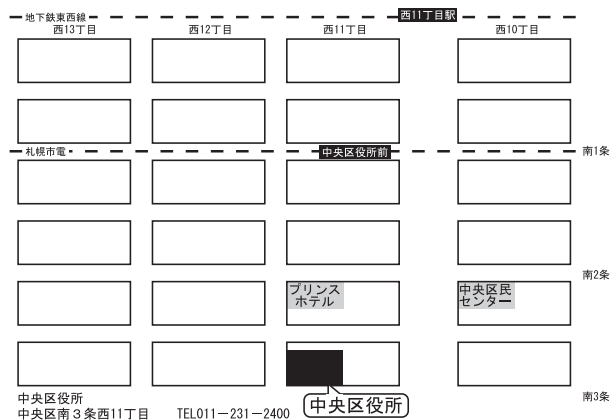 地下鉄東西線
西11丁目駅
西13丁目 西12丁目 西11丁目 西10丁目
札幌市電
中央区役所前
南1条
南2条
プリンス
ホテル
中央区民
センター
南3条
中央区役所
中央区南3条西11丁目 TEL011－231－2400
中央区役所